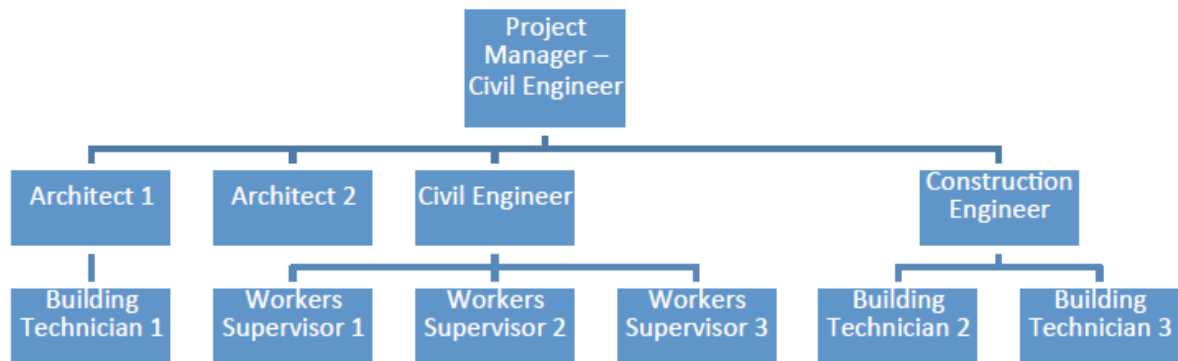 Project
Manager –
Civil Engineer
Architect 1
Architect 2
Civil Engineer
Construction
Engineer
Building
Technician 1
Workers
Supervisor 1
Workers
Supervisor 2
Workers
Supervisor 3
Building
Technician 2
Building
Technician 3